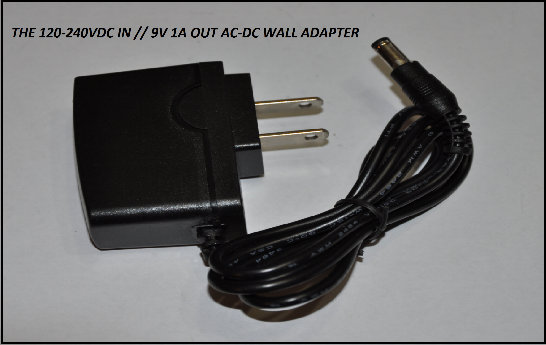 THE 120-240VDC IN // 9V 1A OUT AC-DC WALL ADAPTER